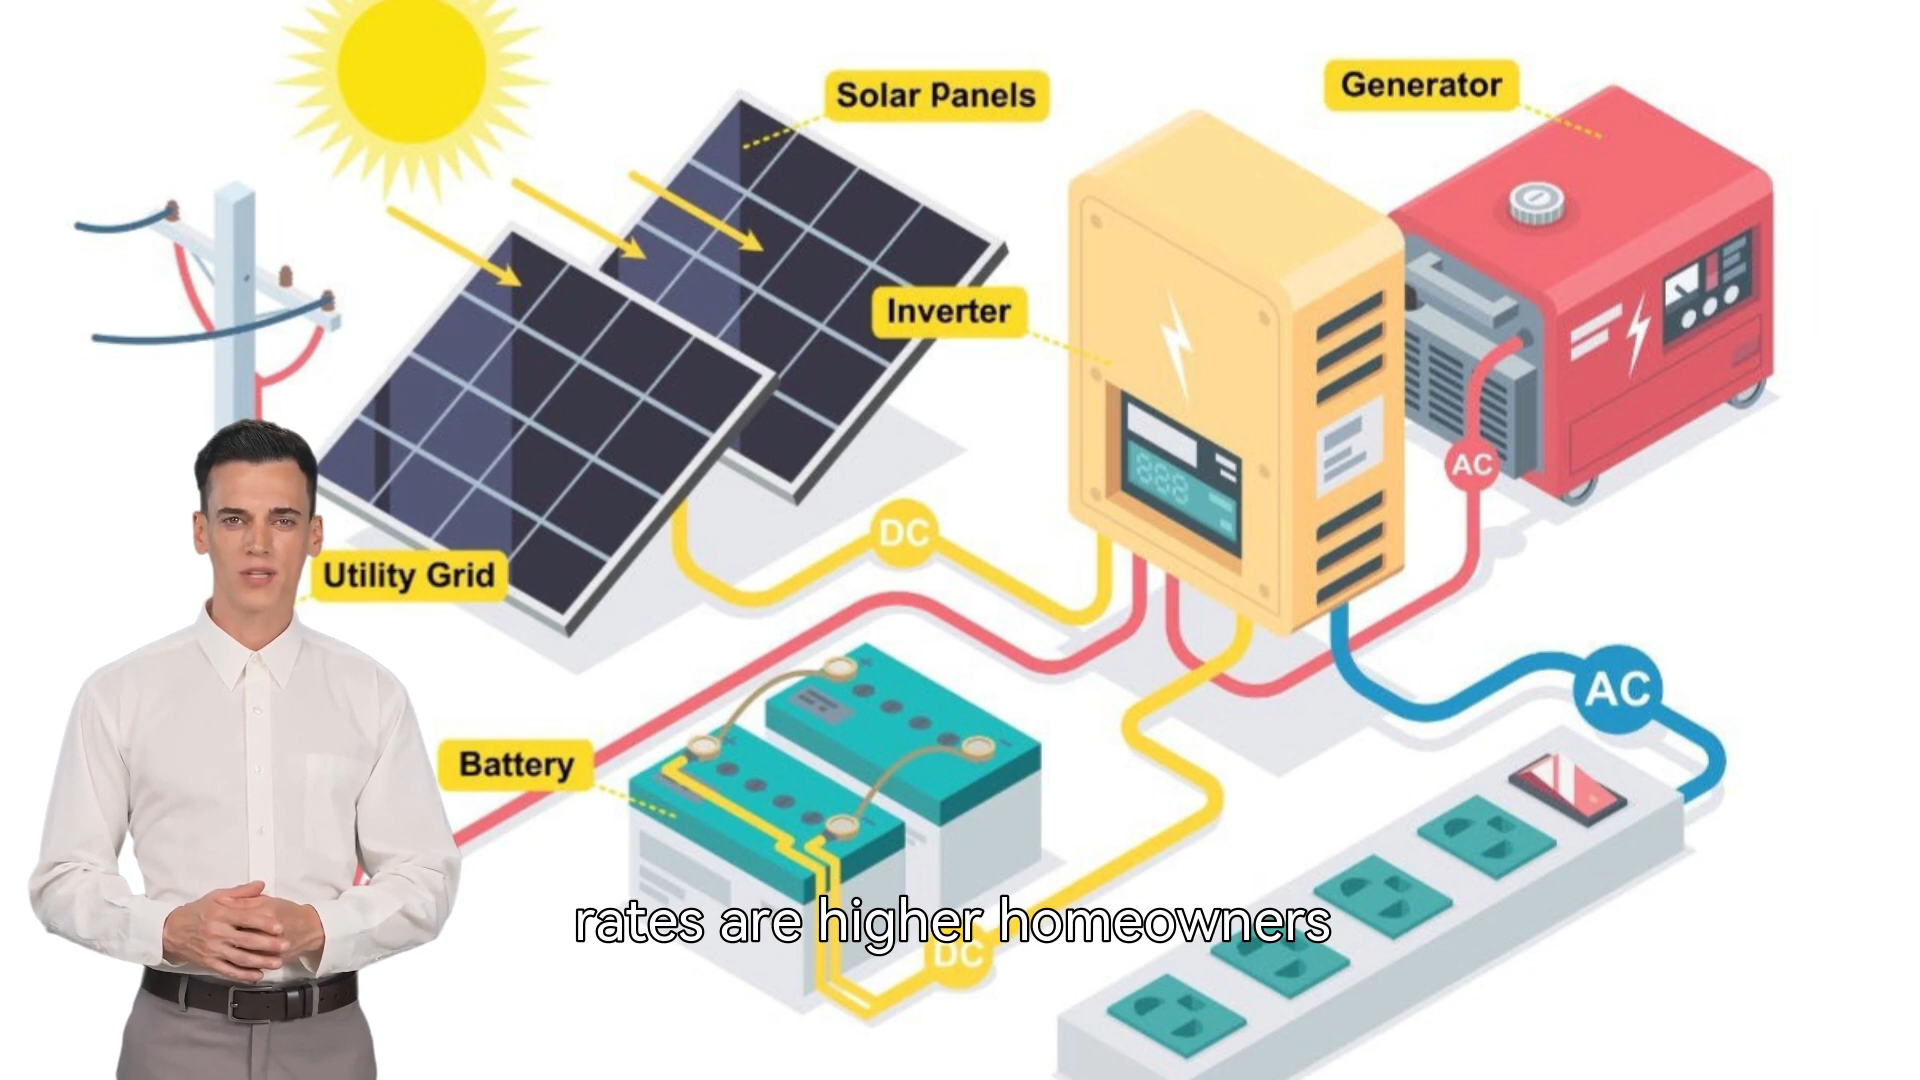 Solar Panels
Generator
Inverter
AC
DC
Utility Grid
AC
Battery
rates are higher homeowners
DC